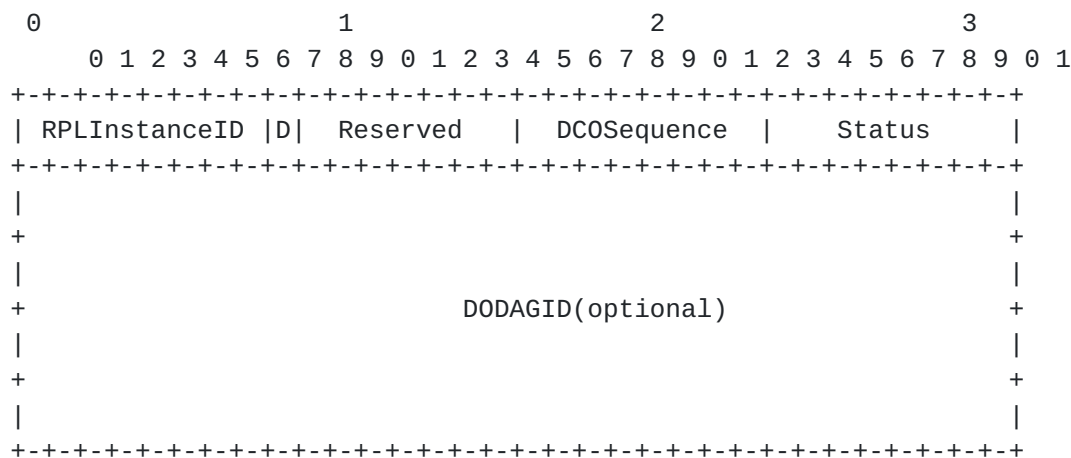 0                   1                   2                   3
     0 1 2 3 4 5 6 7 8 9 0 1 2 3 4 5 6 7 8 9 0 1 2 3 4 5 6 7 8 9 0 1
+-+-+-+-+-+-+-+-+-+-+-+-+-+-+-+-+-+-+-+-+-+-+-+-+-+-+-+-+-+-+-+-+
| RPLInstanceID |D|  Reserved   |  DCOSequence  |    Status     |
+-+-+-+-+-+-+-+-+-+-+-+-+-+-+-+-+-+-+-+-+-+-+-+-+-+-+-+-+-+-+-+-+
|                                                               |
+                                                               +
|                                                               |
+                            DODAGID(optional)                  +
|                                                               |
+                                                               +
|                                                               |
+-+-+-+-+-+-+-+-+-+-+-+-+-+-+-+-+-+-+-+-+-+-+-+-+-+-+-+-+-+-+-+-+